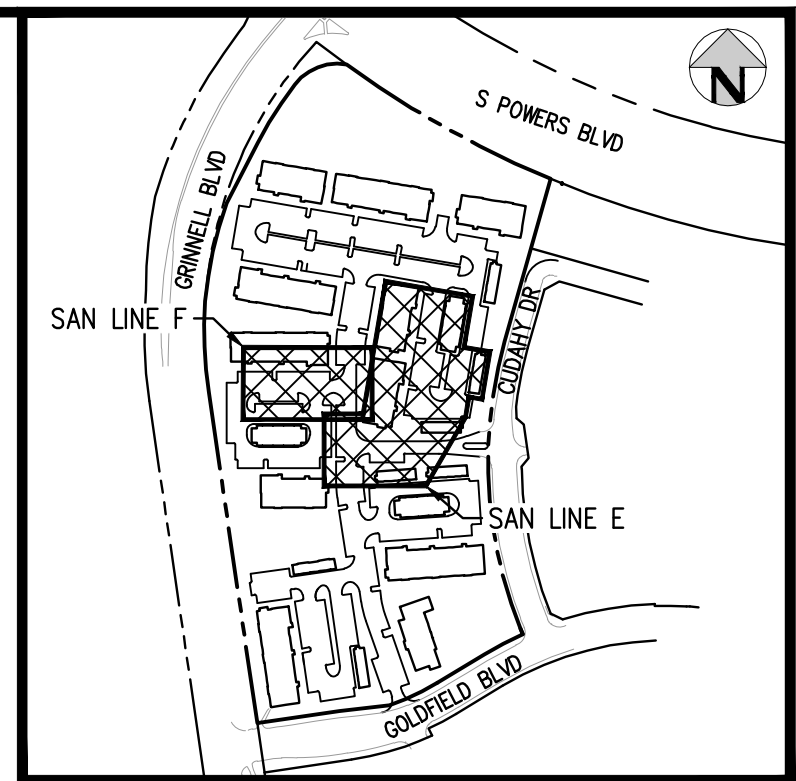 N
S POWERS BLVD
GRINNELL BLVD
SAN LINE F
CUDAHY DR
SAN LINE E
GOLDFIELD BLVD